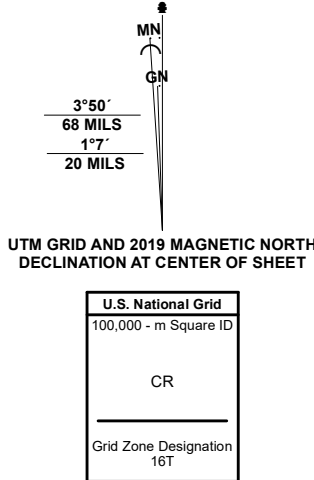 MN
GN
3°50´
68 MILS
1°7´
20 MILS
UTM GRID AND 2019 MAGNETIC NORTH
DECLINATION AT CENTER OF SHEET
U.S. National Grid
100,000 - m Square ID
CR
Grid Zone Designation
16T